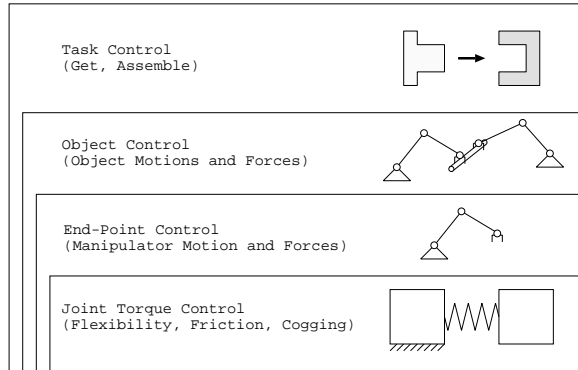 Task Control
(Get, Assemble)
Object Control
(Object Motions and Forces)
End-Point Control
(Manipulator Motion and Forces)
Joint Torque Control
(Flexibility, Friction, Cogging)